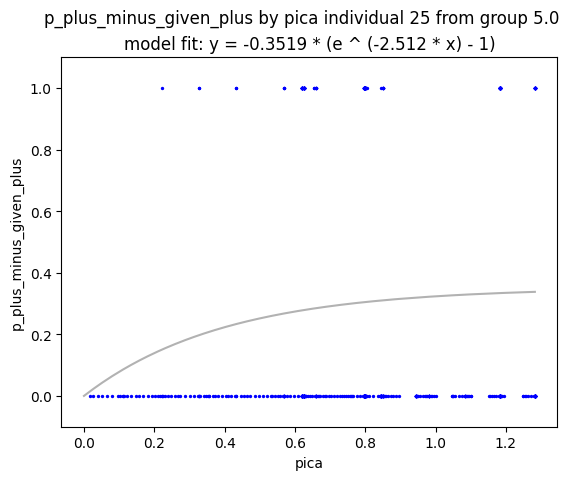 p_plus_minus_given_plus by pica individual 25 from group 5.0
model fit: y = -0.3519 * (e ^ (-2.512 * x) - 1)
p_plus_minus_given_plus
1.0
0.8
0.6
0.4
0.2
0.0
0.0 0.2 0.4 0.6 0.8 1.0 1.2
pica